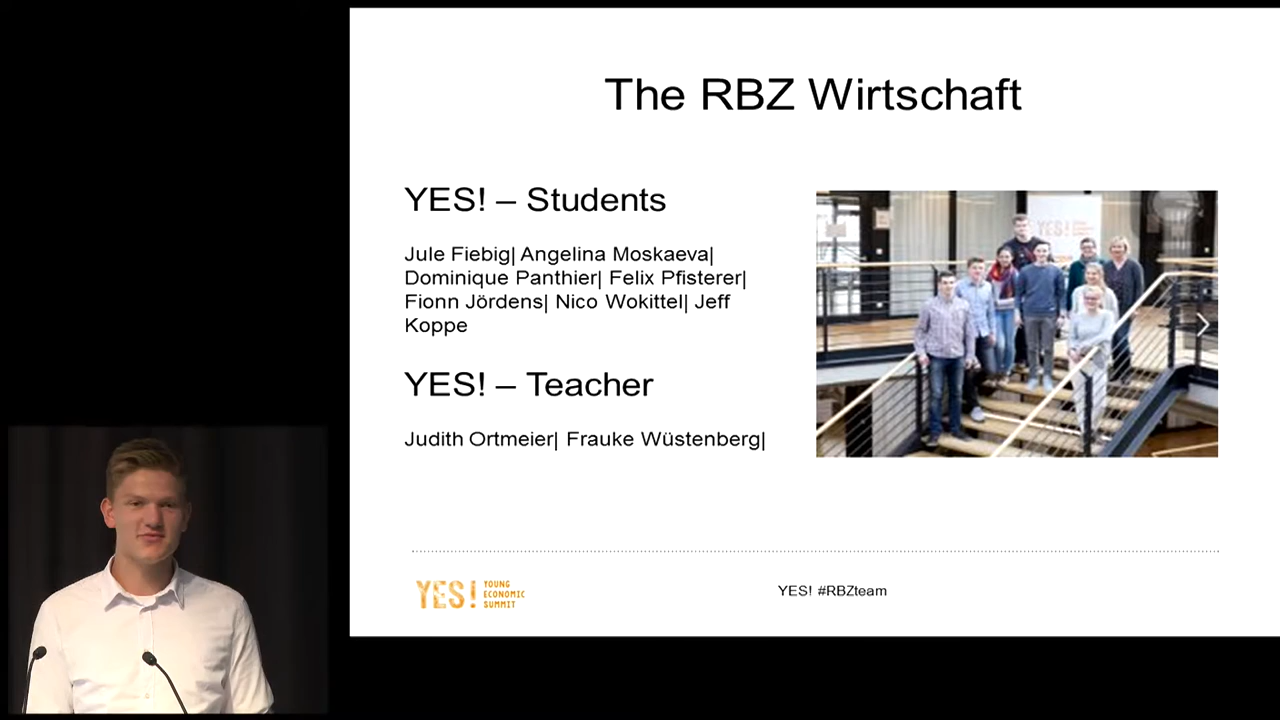 The RBZ Wirtschaft
YES! – Students
Jule Fiebig| Angelina Moskaeva|
Dominique Panthier| Felix Pfisterer|
Fionn Jördens| Nico Wokittel| Jeff
Koppe
YES! – Teacher
Judith Ortmeier| Frauke Wüstenberg|
YES!
YES! YOUNG
ECONOMIC
SUMMIT
YES! #RBZteam